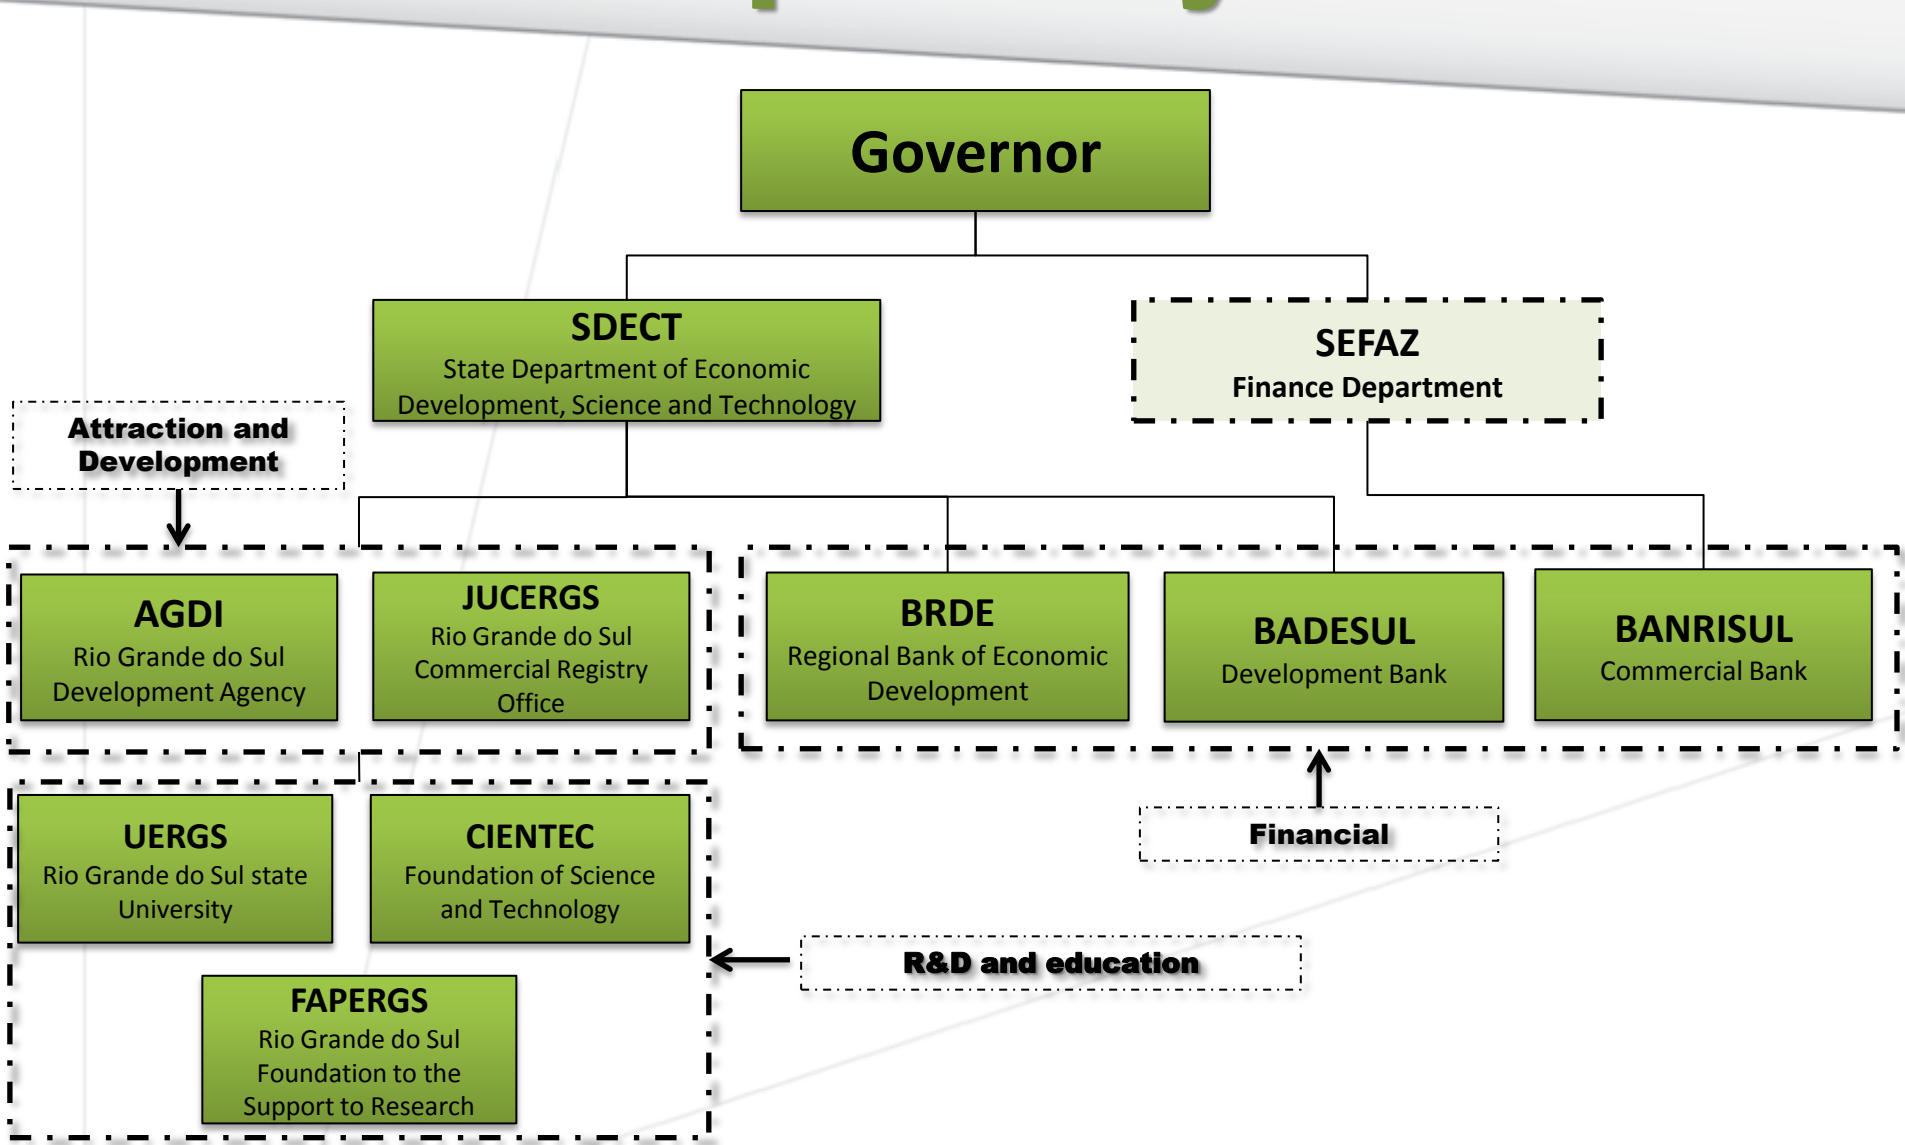 Governor
SDECT
State Department of Economic
Development, Science and Technology
SEFAZ
Finance Department
Attraction and
Development
AGDI
Rio Grande do Sul
Development Agency
JUCERGS
Rio Grande do Sul
Commercial Registry
Office
BRDE
Regional Bank of Economic
Development
BADESUL
Development Bank
BANRISUL
Commercial Bank
UERGS
Rio Grande do Sul state
University
CIENTEC
Foundation of Science
and Technology
Financial
R&D and education
FAPERGS
Rio Grande do Sul
Foundation to the
Support to Research